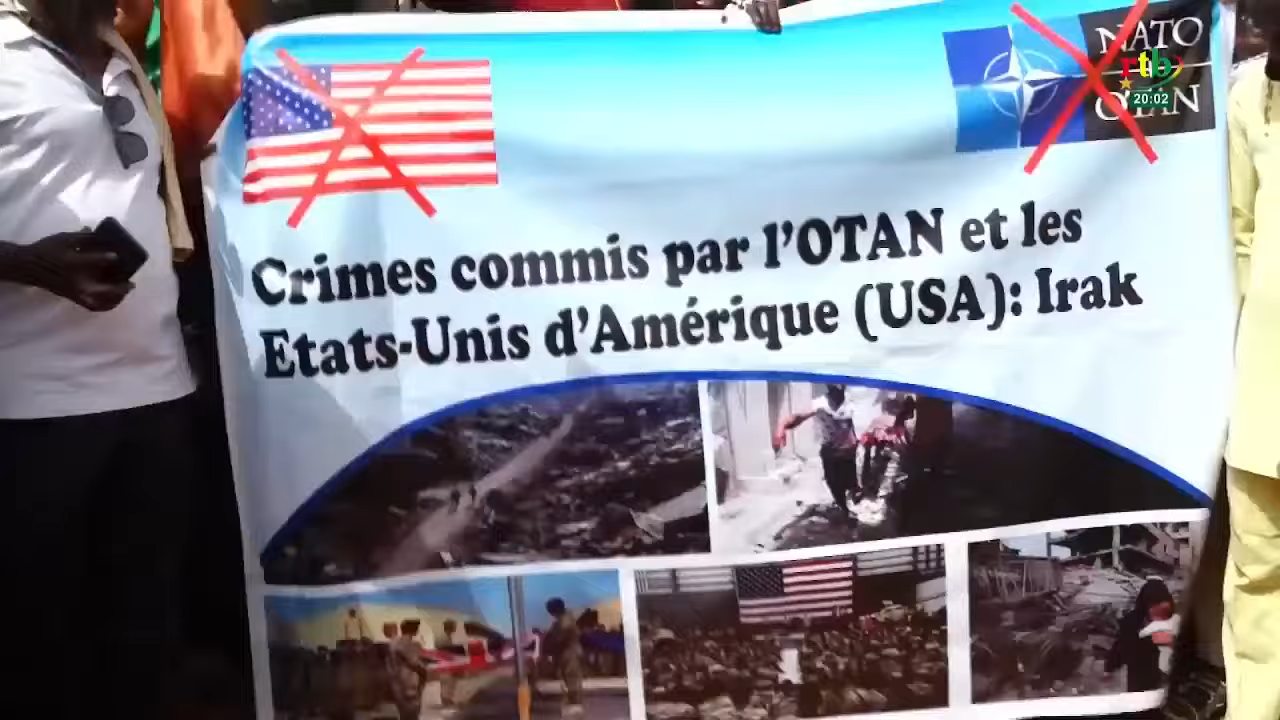 NATO
OTAN
rtb
20:02
Crimes commis par l'OTAN et les
Etats-Unis d'Amérique (USA): Irak